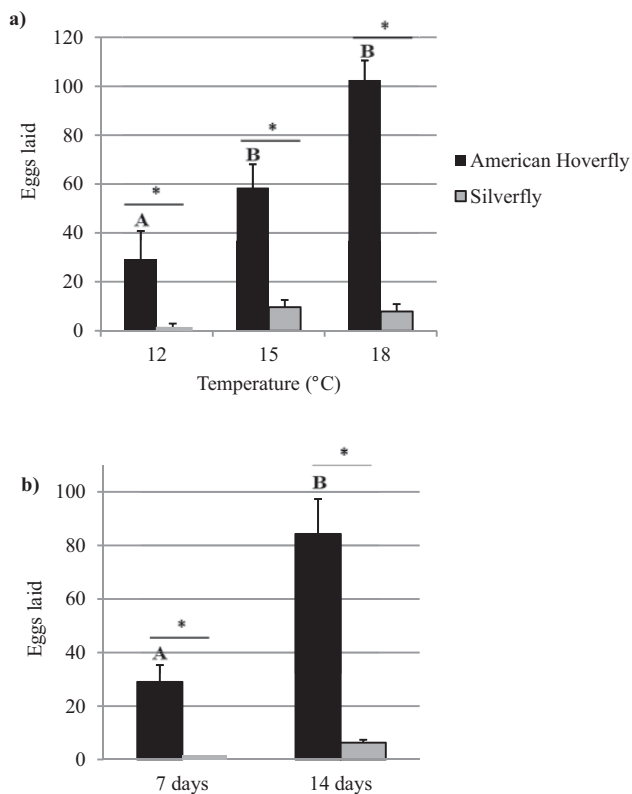 a)
120
*
B
100
80
*
B
60
*
A
40
20
0
Eggs laid
12 15 18
Temperature (°C)
American Hoverfly
Silverfly
b)
*
B
100
80
60
*
A
40
20
0
Eggs laid
7 days 14 days